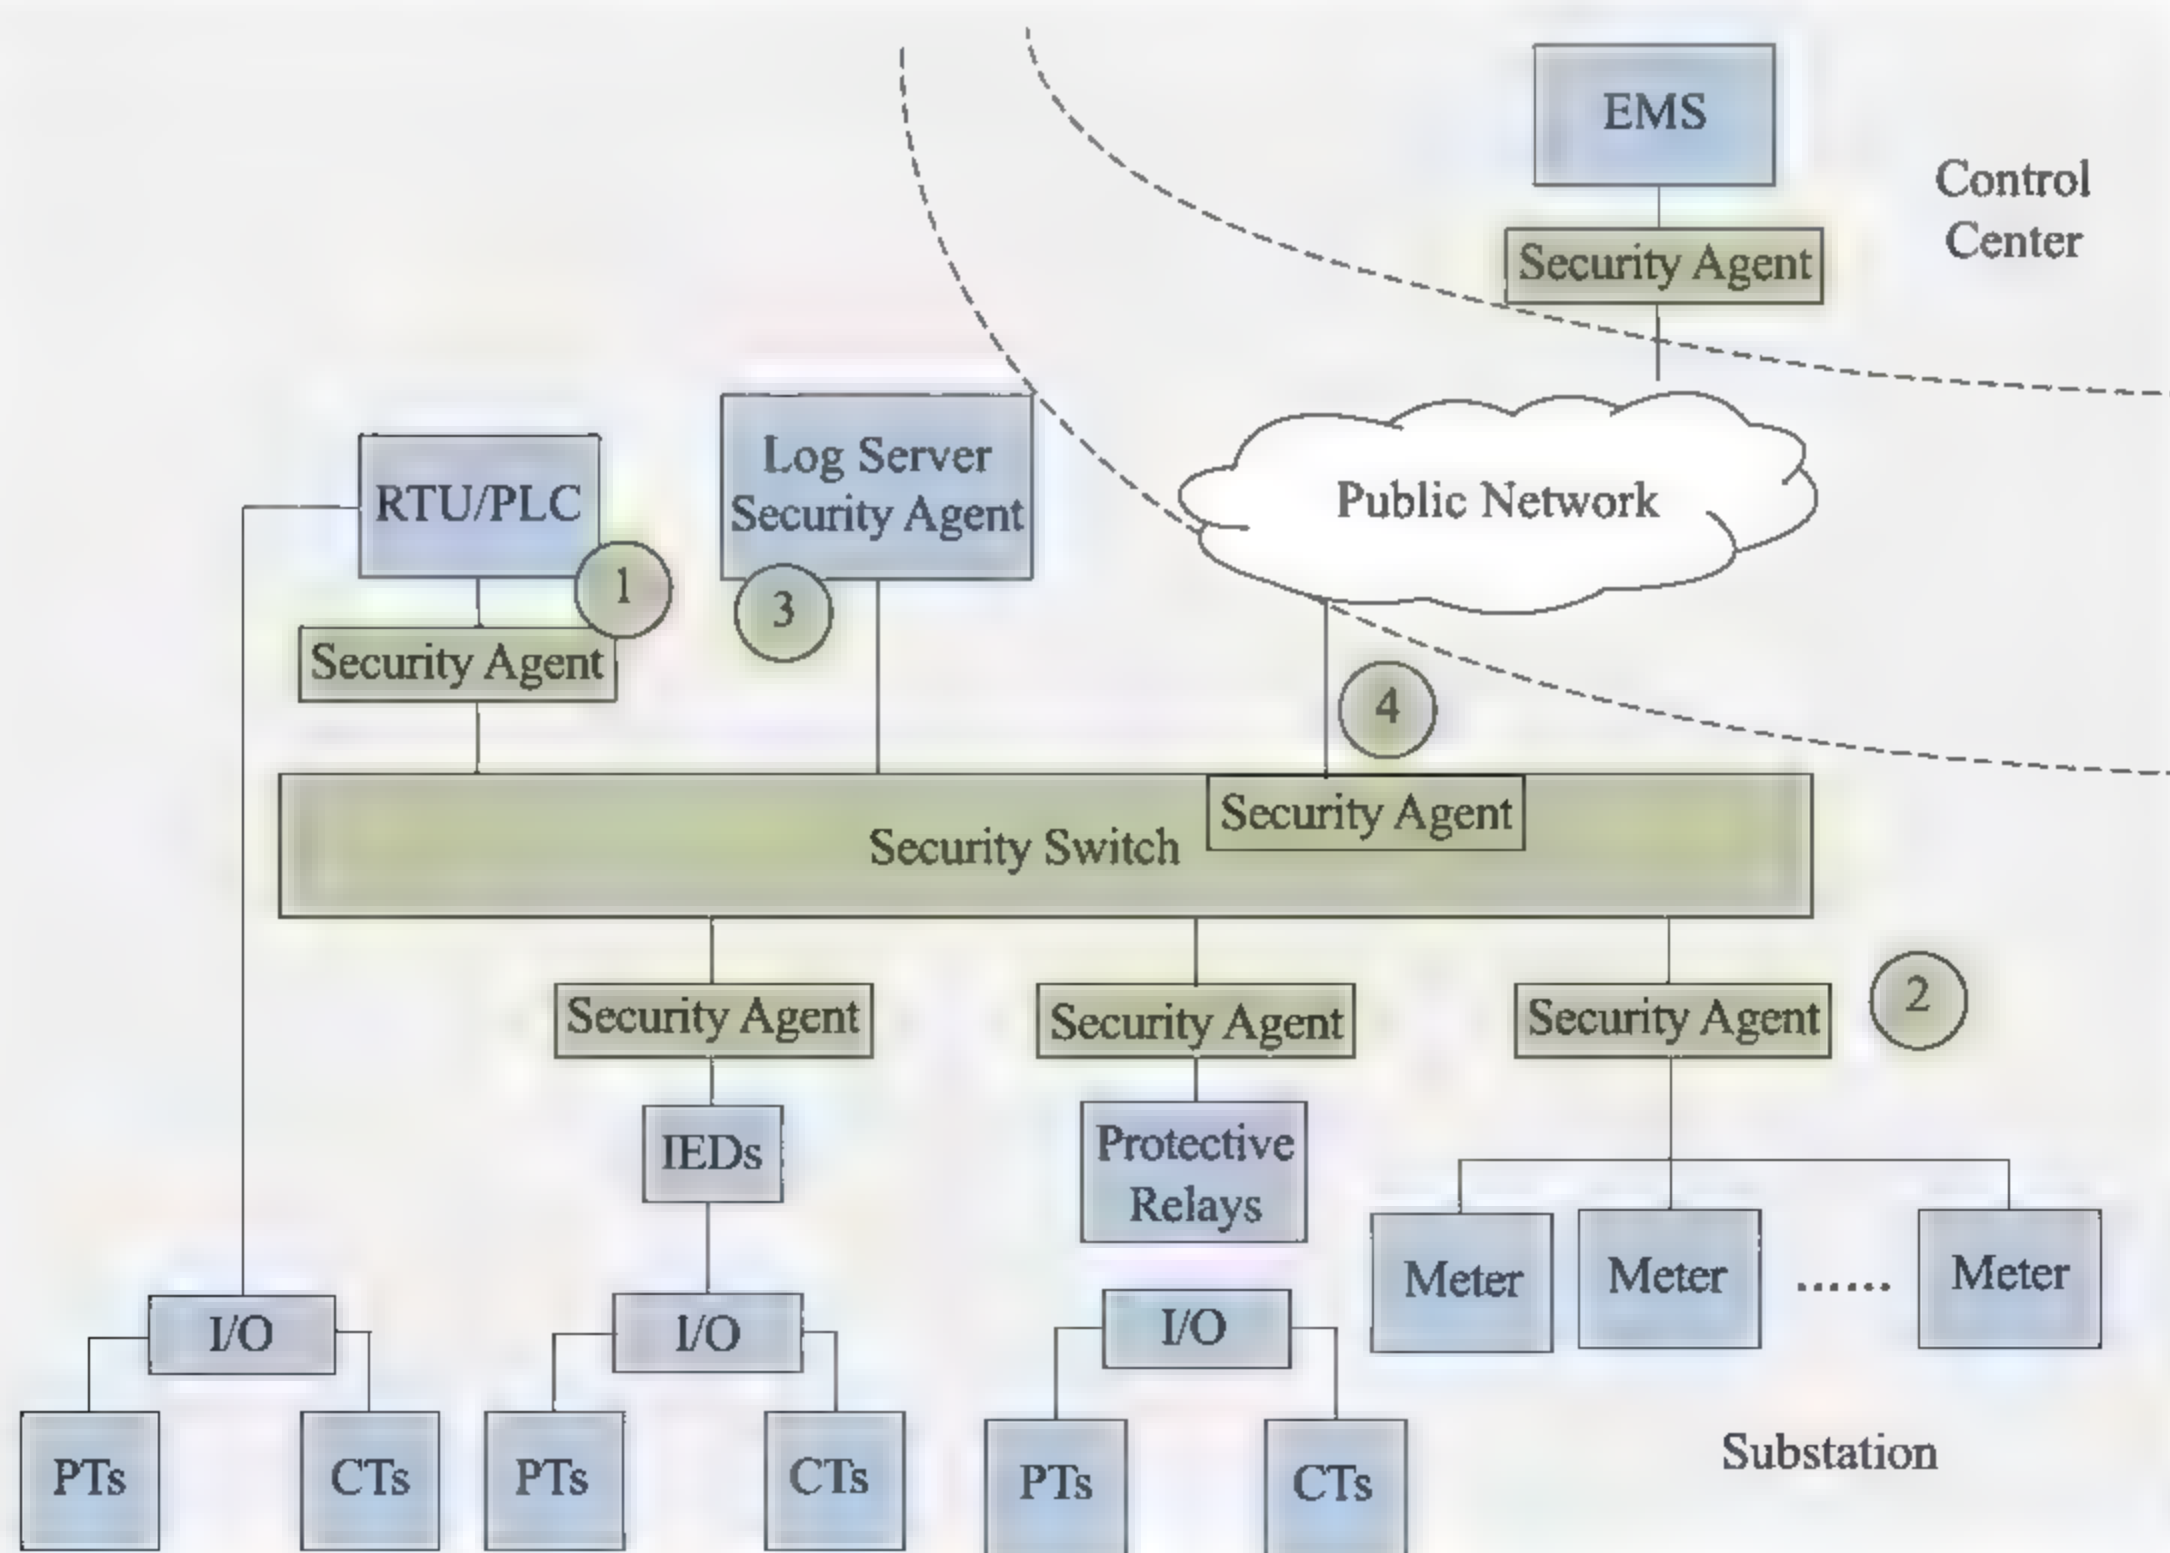 EMS
Control
Center
Security Agent
RTU/PLC
Log Server
Security Agent
Public Network
1
3
Security Agent
4
Security Agent
Security Switch
Security Agent
Security Agent
Security Agent
2
IEDs
Protective
Relays
Meter
Meter
......
Meter
I/O
I/O
I/O
PTs
CTs
PTs
CTs
PTs
CTs
Substation